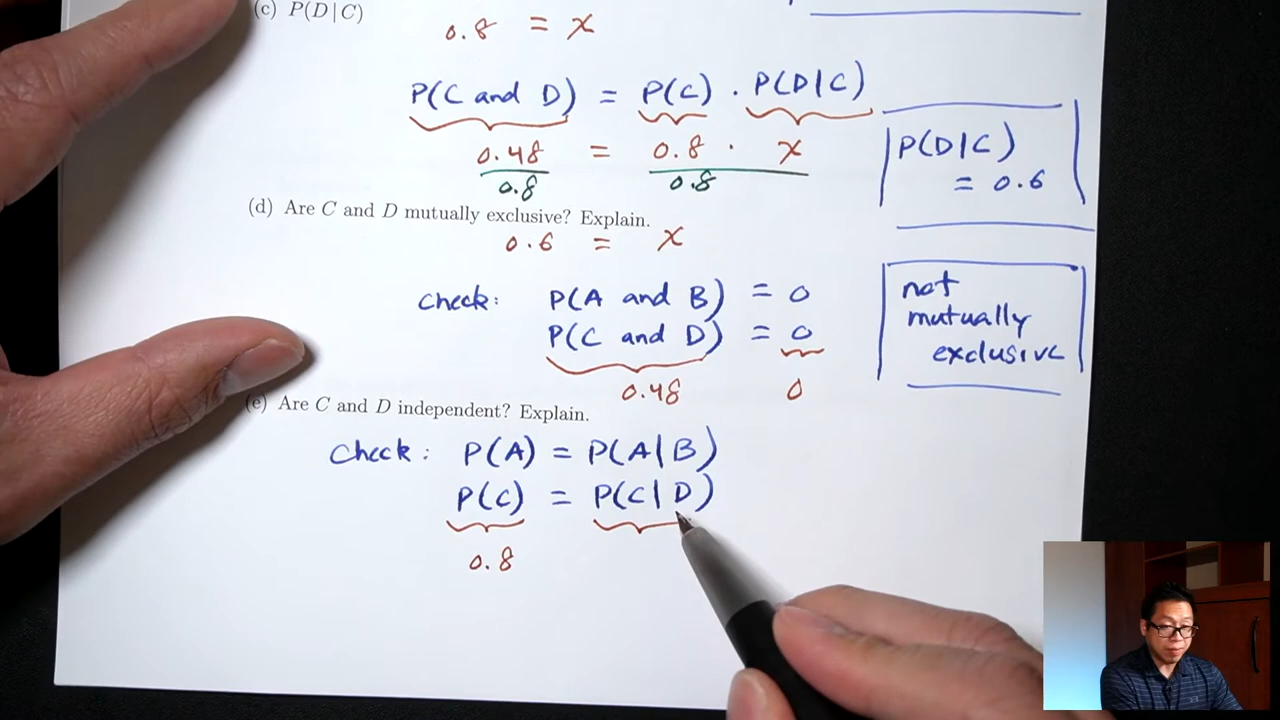 (c) P(D|C)
0.8 = x
P(C and D) = P(C) · P(D|C)
0.48 = 0.8 · x
0.8 0.8
P(D|C)
= 0.6
(d) Are C and D mutually exclusive? Explain.
0.6 = x
Check: P(A and B) = 0
P(C and D) = 0
0.48 0
not
mutually
exclusive
(e) Are C and D independent? Explain.
Check: P(A) = P(A|B)
P(C) = P(C|D)
0.8